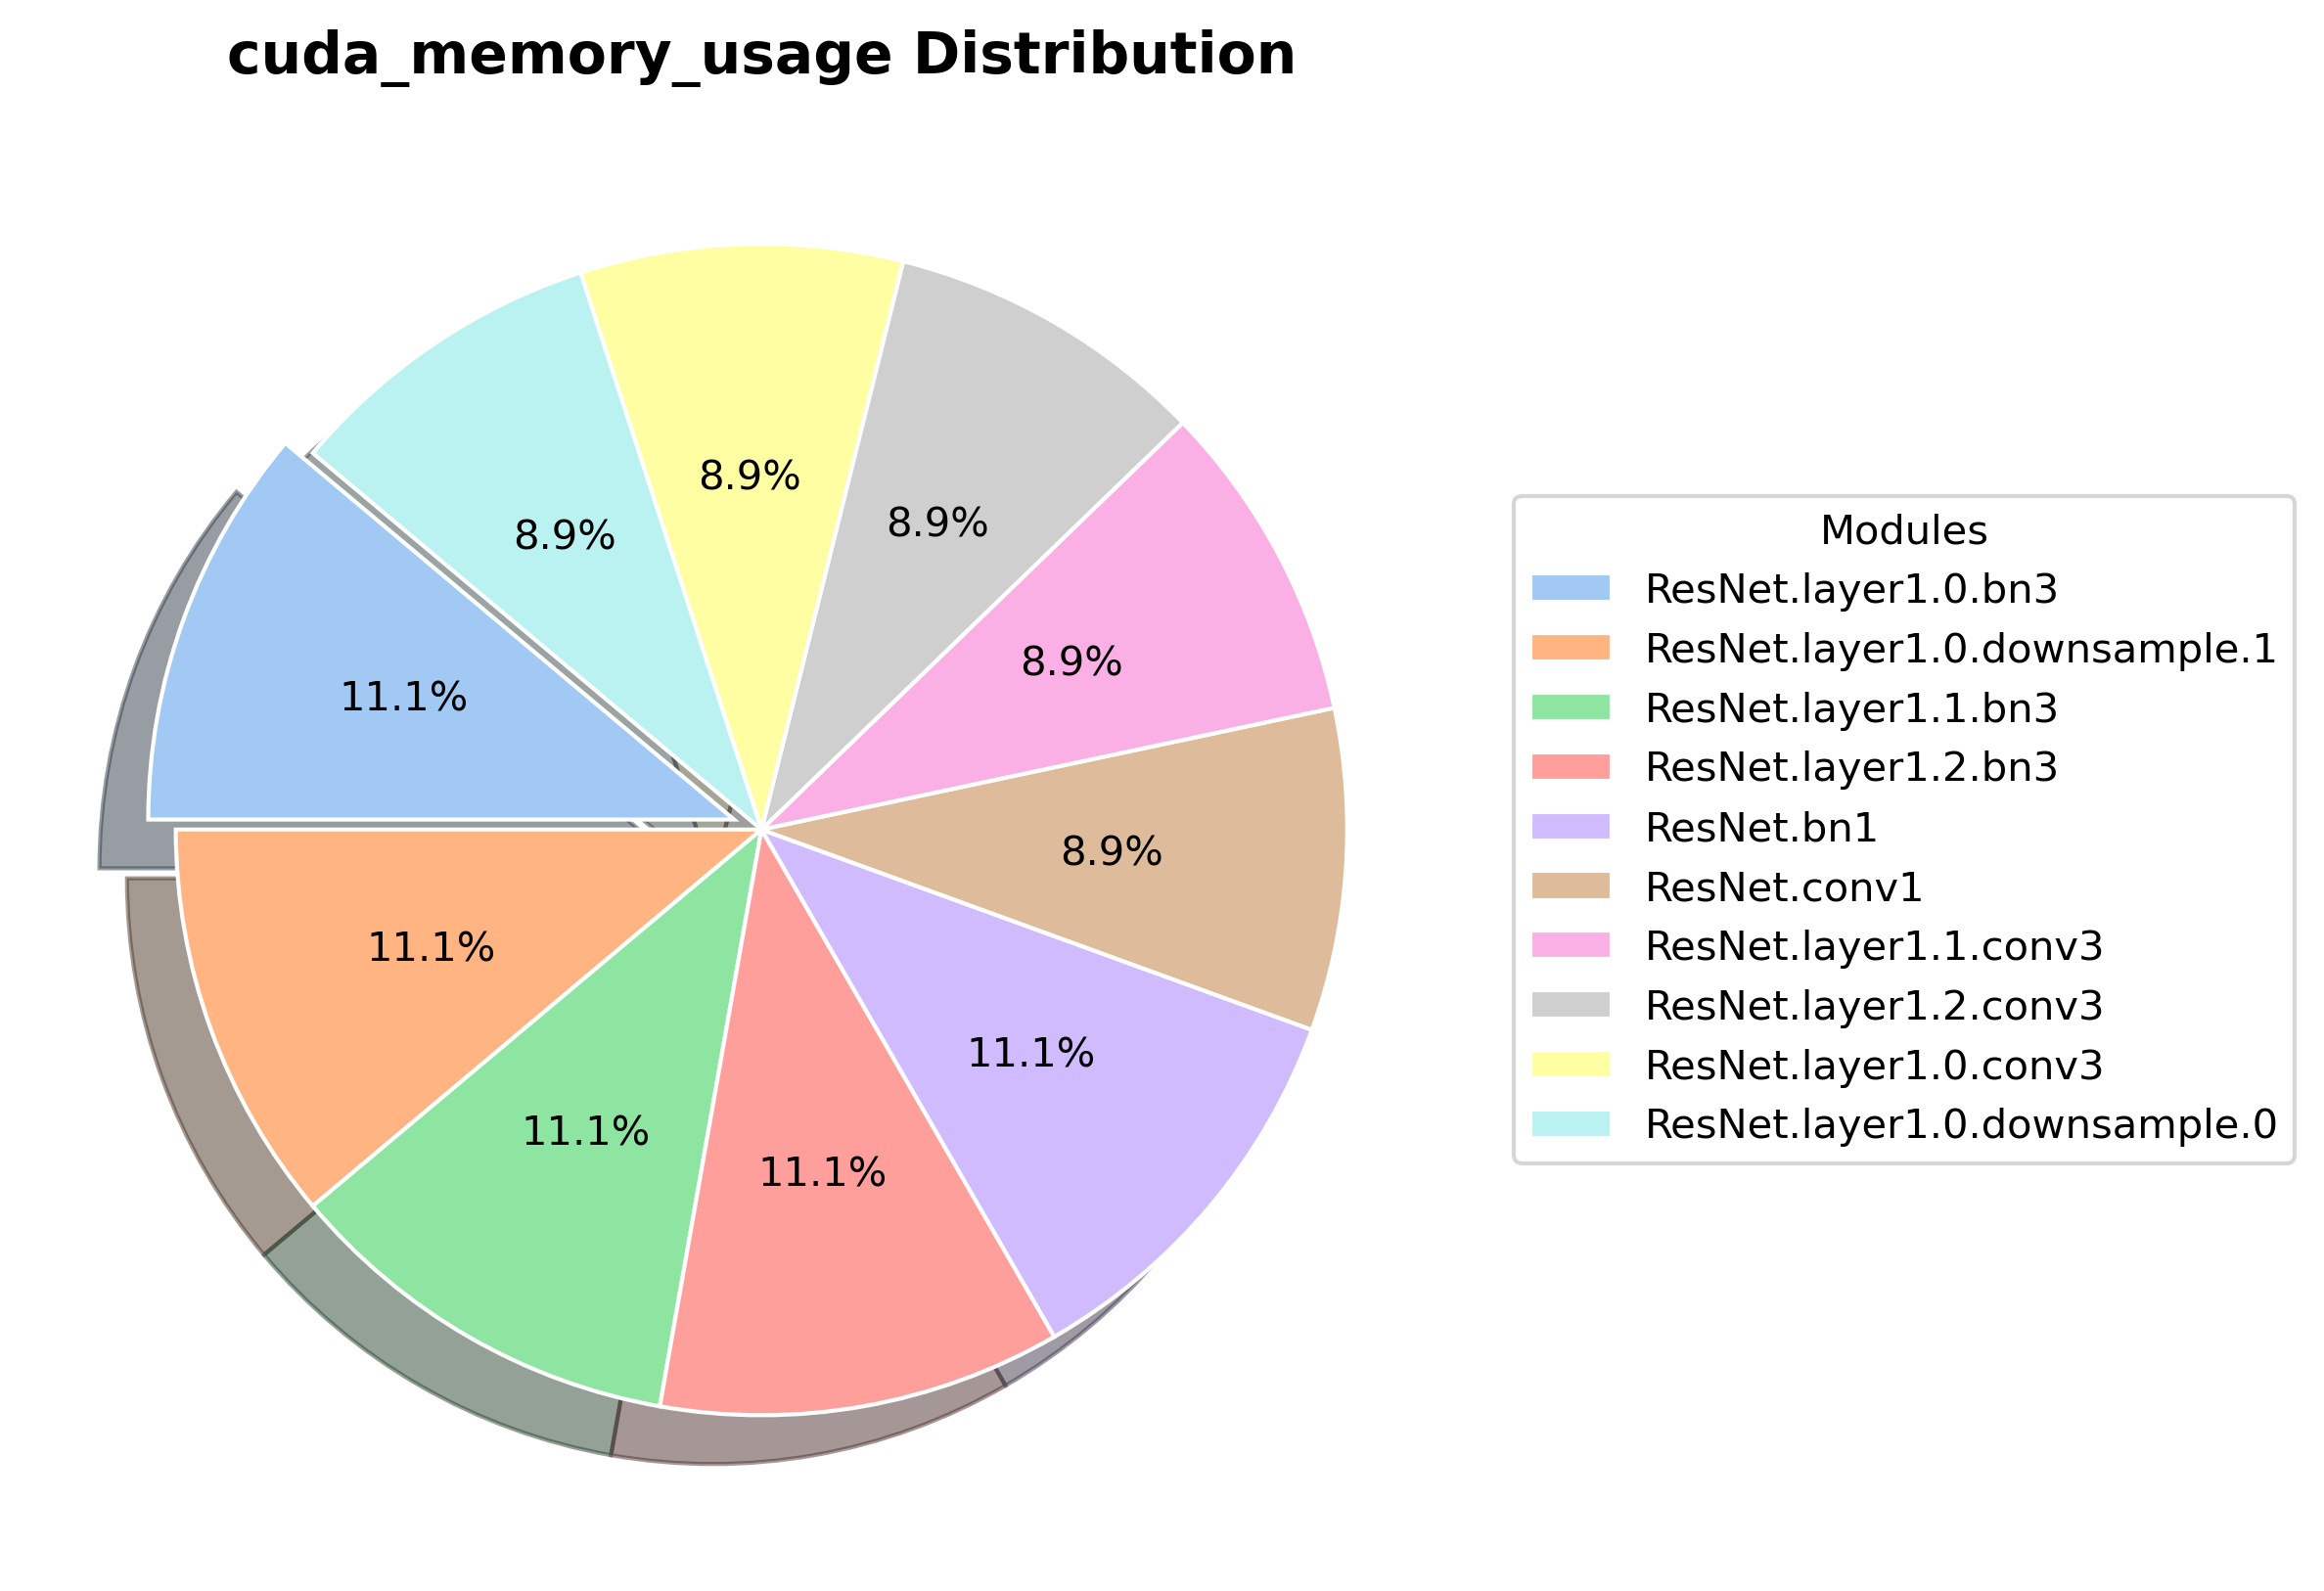 cuda_memory_usage Distribution
8.9%
8.9%
8.9%
8.9%
11.1%
8.9%
11.1%
11.1%
11.1%
11.1%
Modules
ResNet.layer1.0.bn3
ResNet.layer1.0.downsample.1
ResNet.layer1.1.bn3
ResNet.layer1.2.bn3
ResNet.bn1
ResNet.conv1
ResNet.layer1.1.conv3
ResNet.layer1.2.conv3
ResNet.layer1.0.conv3
ResNet.layer1.0.downsample.0